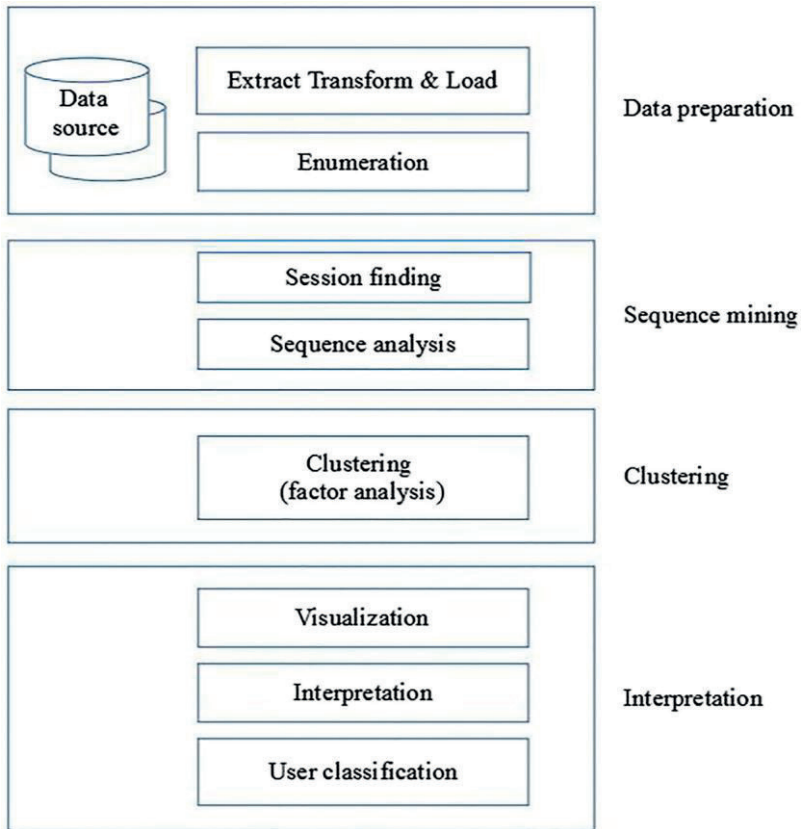 Data
source
Extract Transform & Load
Enumeration
Data preparation
Session finding
Sequence analysis
Sequence mining
Clustering
(factor analysis)
Clustering
Visualization
Interpretation
User classification
Interpretation